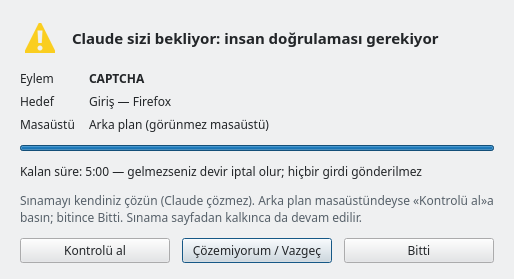 Claude sizi bekliyor: insan doğrulaması gerekiyor
Eylem CAPTCHA
Hedef Giriş — Firefox
Masaüstü Arka plan (görünmez masaüstü)
Kalan süre: 5:00 — gelmezseniz devir iptal olur; hiçbir girdi gönderilmez
Sınamayı kendiniz çözün (Claude çözmez). Arka plan masaüstündeyse «Kontrolü al»a
basın; bitince Bitti. Sınama sayfadan kalkınca da devam edilir.
Kontrolü al Çözemiyorum / Vazgeç Bitti